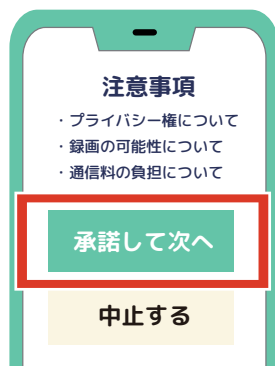 注意事項
・プライバシー権について
・録画の可能性について
・通信料の負担について
承諾して次へ
中止する